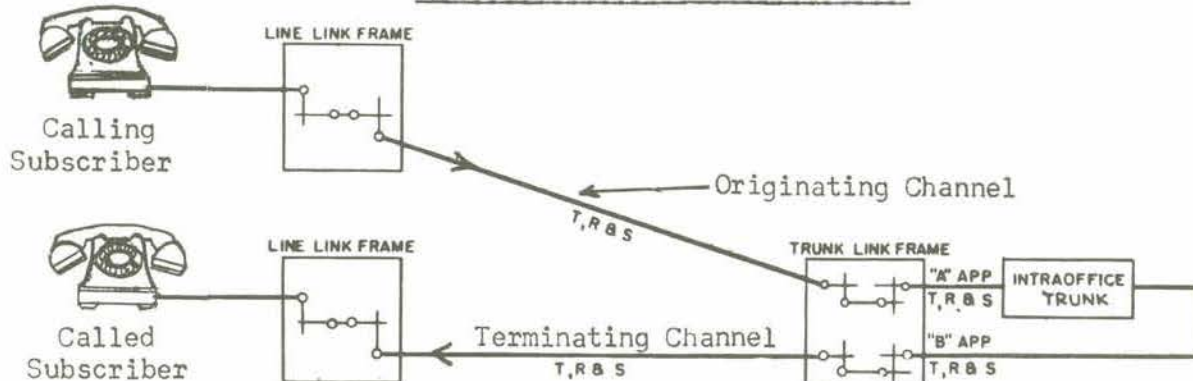 LINE LINK FRAME
Calling
Subscriber
Originating Channel
T,R & S
LINE LINK FRAME
TRUNK LINK FRAME
"A" APP
T,R & S
INTRAOFFICE
TRUNK
Called
Subscriber
Terminating Channel
T,R & S
"B" APP
T,R & S